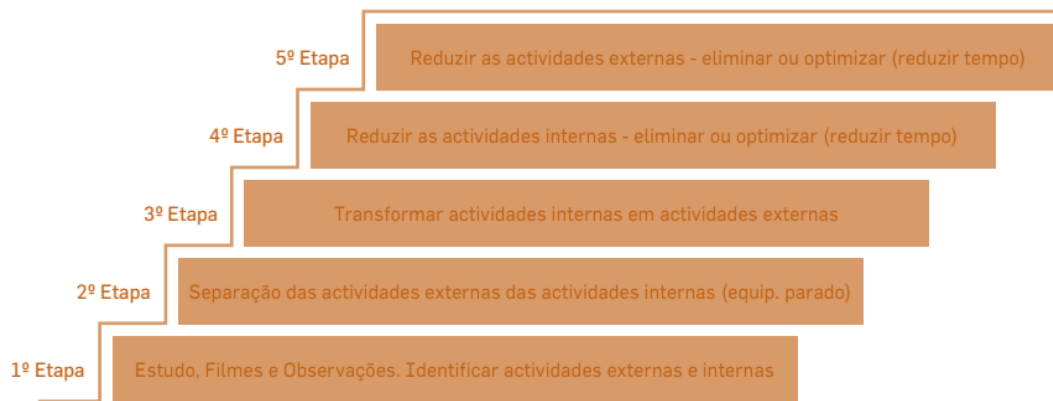 5º Etapa
Reduzir as actividades externas - eliminar ou optimizar (reduzir tempo)
4º Etapa
Reduzir as actividades internas - eliminar ou optimizar (reduzir tempo)
3º Etapa
Transformar actividades internas em actividades externas
2º Etapa
Separação das actividades externas das actividades internas (equip. parado)
1º Etapa
Estudo, Filmes e Observações. Identificar actividades externas e internas